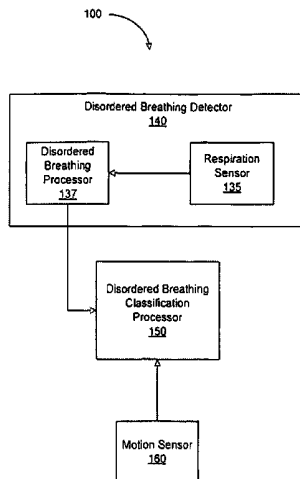 100
Disordered Breathing Detector
140
Disordered
Breathing
Processor
137
Respiration
Sensor
135
Disordered Breathing
Classification
Processor
150
Motion Sensor
160